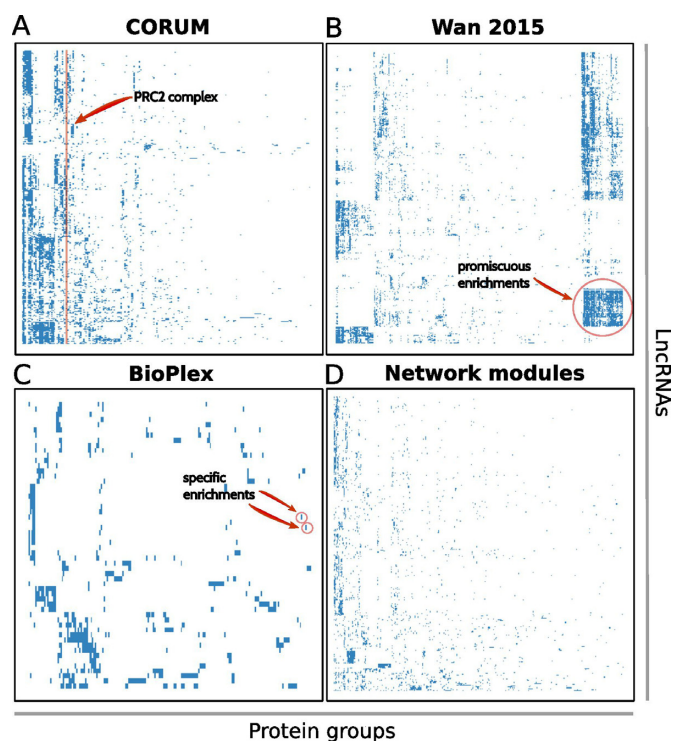 A CORUM
B Wan 2015
PRC2 complex
promiscuous
enrichments
C BioPlex
D Network modules
specific
enrichments
LncRNAs
Protein groups